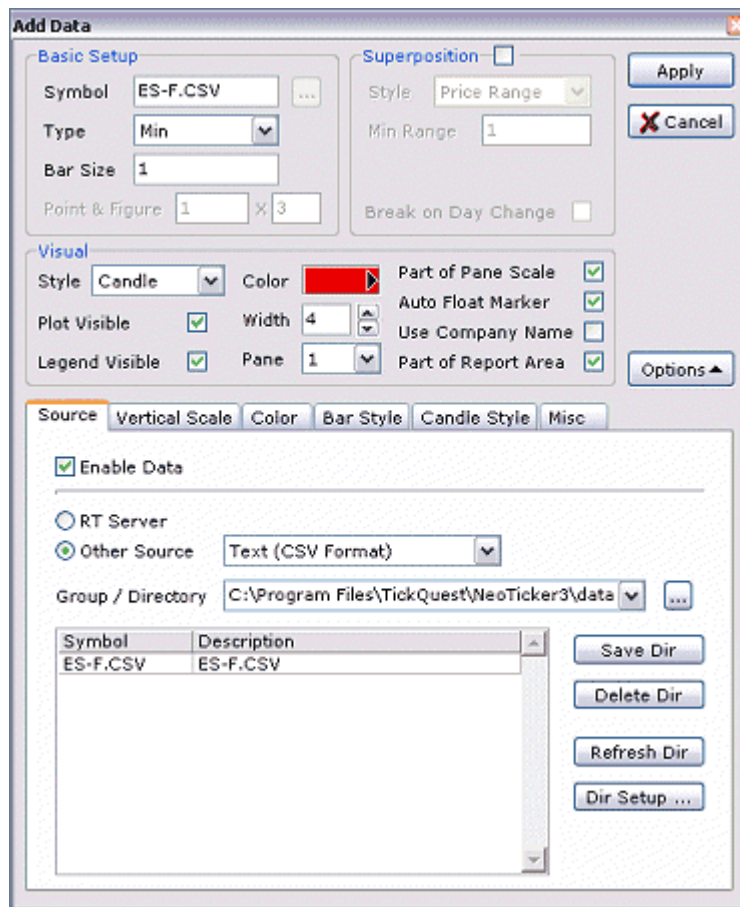 Add Data
Basic Setup
Symbol ES-F.CSV ...
Type Min
Bar Size 1
Point & Figure 1 X 3
Superposition
Style Price Range
Min Range 1
Break on Day Change
Apply
Cancel
Visual
Style Candle Color Part of Pane Scale
Auto Float Marker
Plot Visible Width 4 Use Company Name
Legend Visible Pane 1 Part of Report Area
Options
Source Vertical Scale Color Bar Style Candle Style Misc
Enable Data
RT Server
Other Source Text (CSV Format)
Group / Directory C:\Program Files\TickQuest\NeoTicker3\data ...
Symbol Description
ES-F.CSV ES-F.CSV
Save Dir
Delete Dir
Refresh Dir
Dir Setup ...